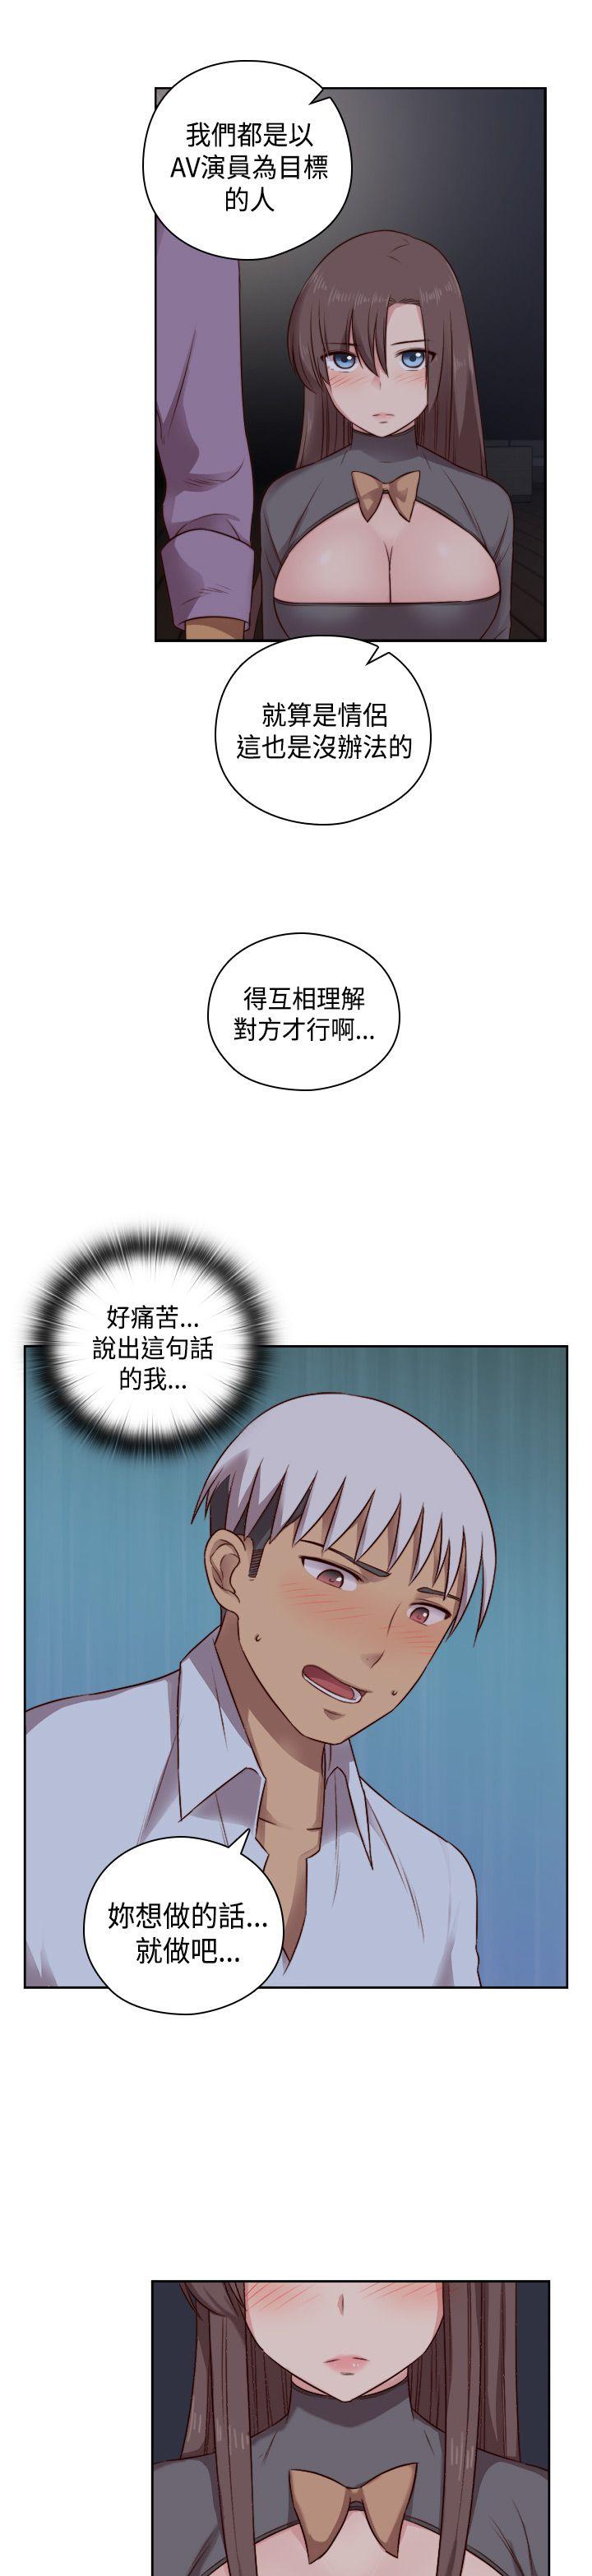 我們都是以
AV演員為目標
的人
就算是情侶
這也是沒辦法的
得互相理解
對方才行啊...
好痛苦...
說出這句話
的我...
妳想做的話...
就做吧...